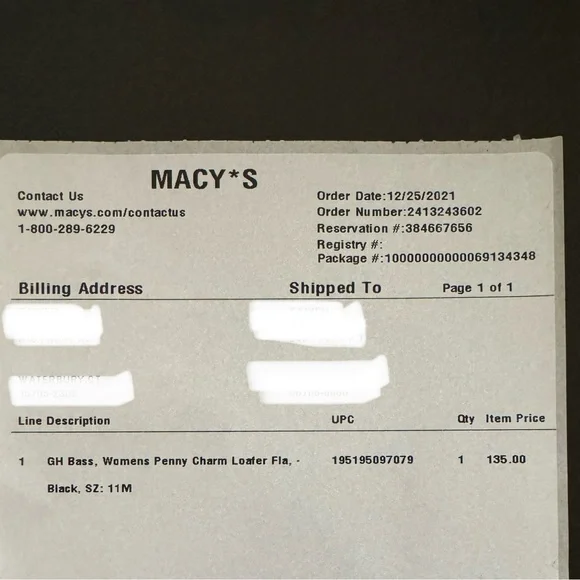 MACY*S
Contact Us
www.macys.com/contactus
1-800-289-6229
Order Date:12/25/2021
Order Number:2413243602
Reservation #:384667656
Registry #:
Package #:10000000000069134348
Billing Address
Shipped To
Page 1 of 1
WATERBURY CT
Line Description UPC Qty Item Price
1 GH Bass, Womens Penny Charm Loafer Fla, - 195195097079 1 135.00
Black, SZ: 11M